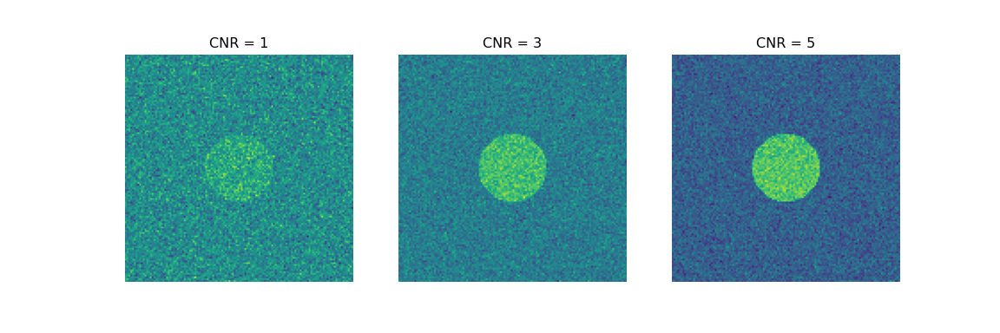 CNR = 1
CNR = 3
CNR = 5